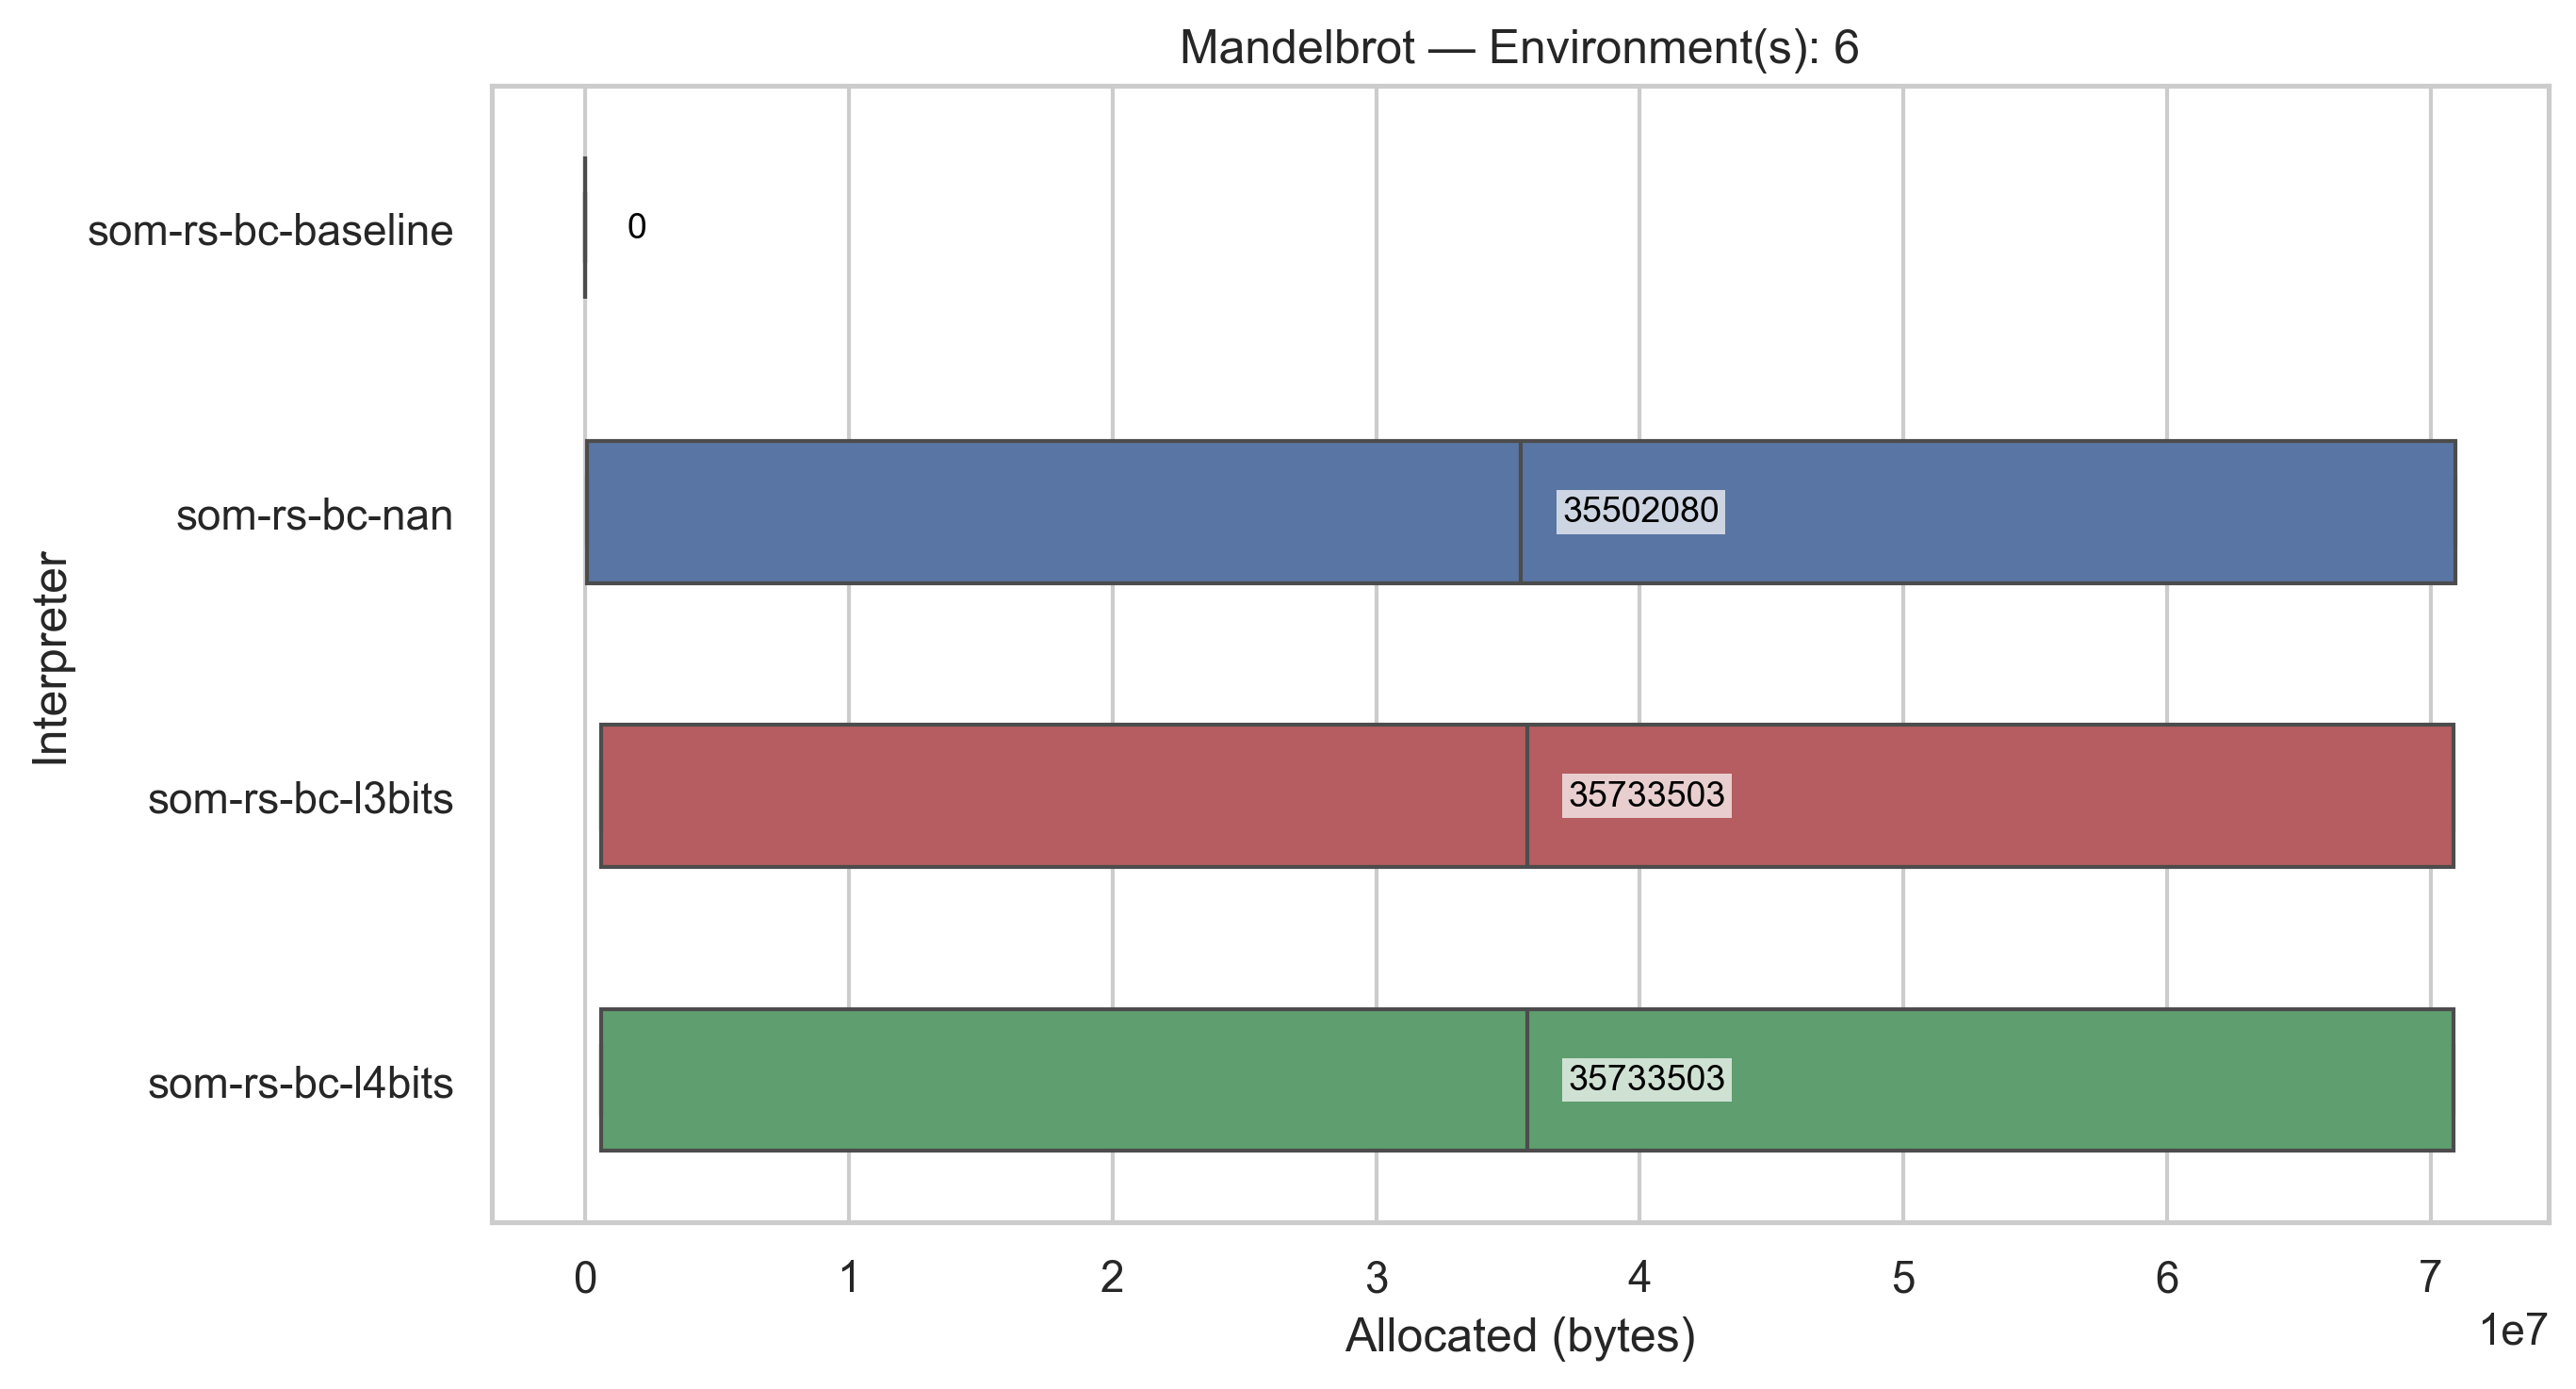 Mandelbrot — Environment(s): 6
som-rs-bc-baseline
0
som-rs-bc-nan
35502080
Interpreter
som-rs-bc-l3bits
35733503
som-rs-bc-l4bits
35733503
0 1 2 3 4 5 6 7
1e7
Allocated (bytes)